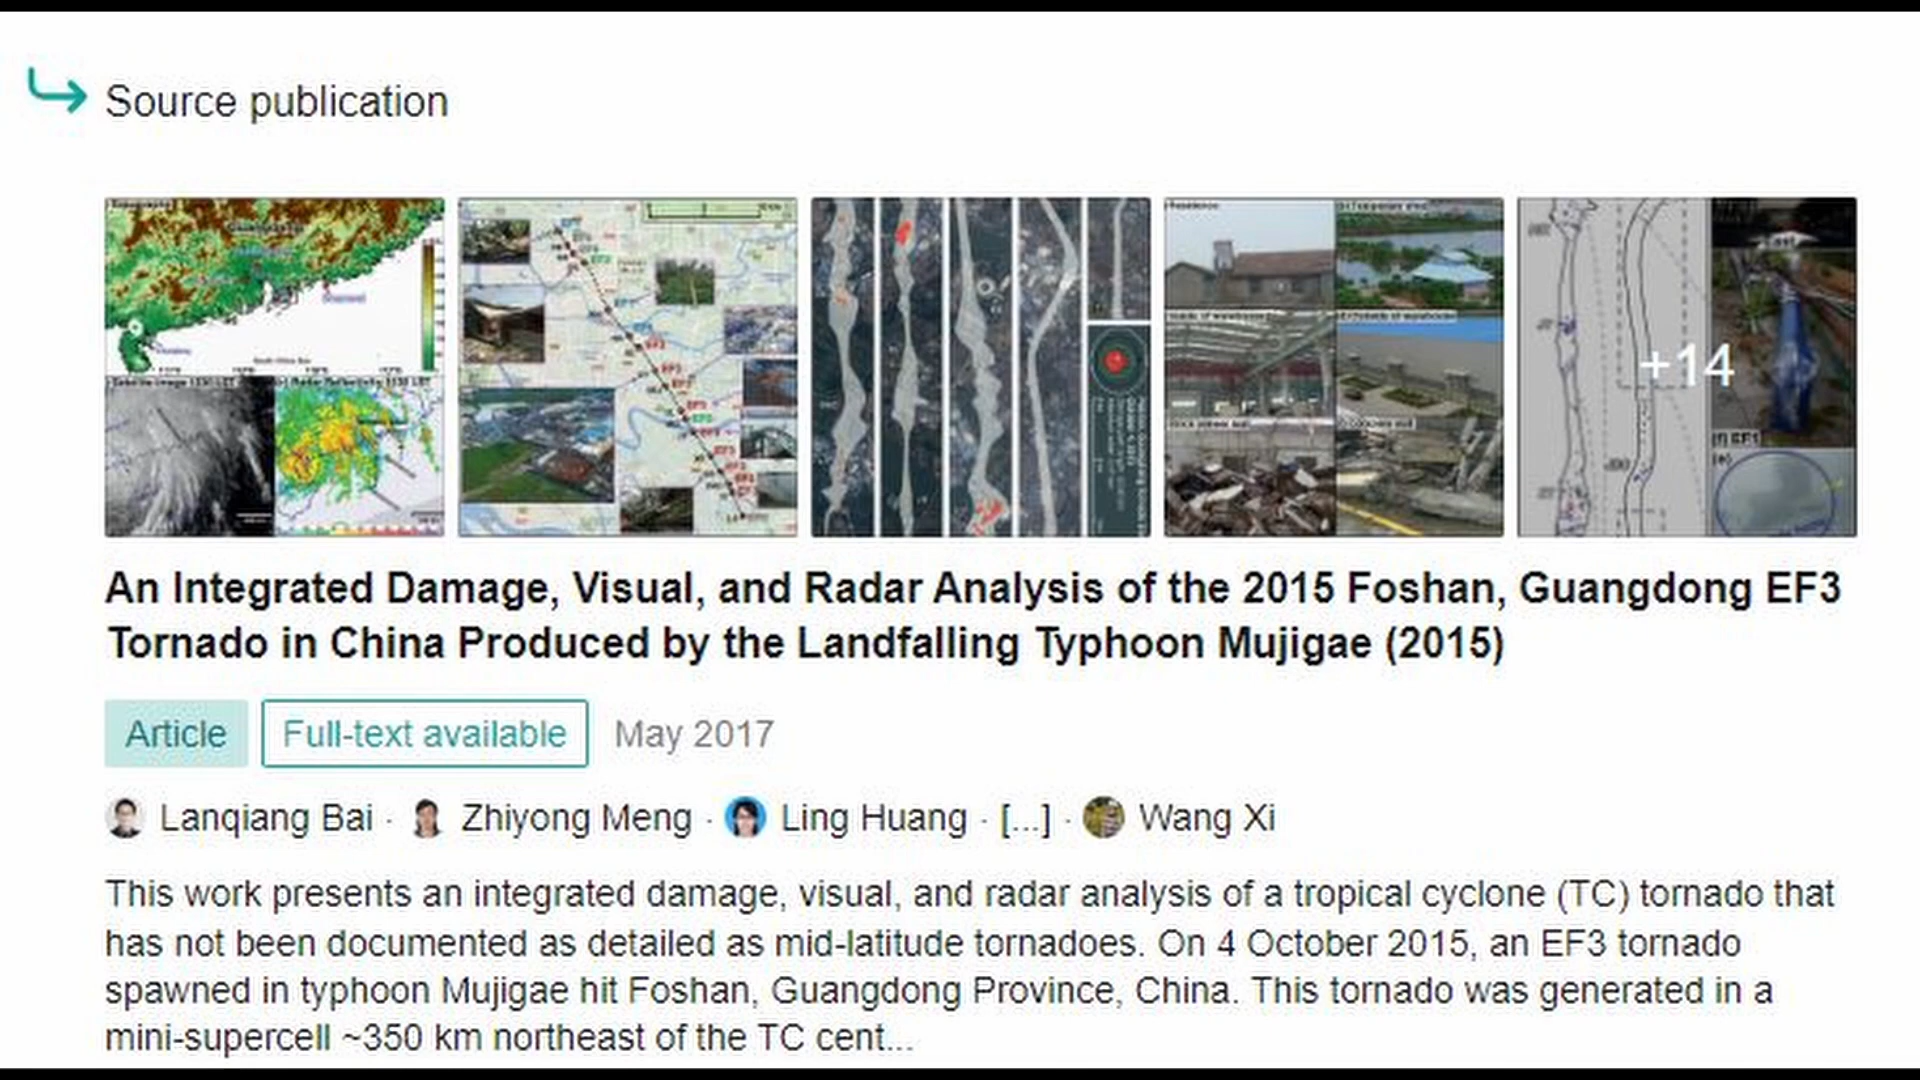 Source publication
+14
An Integrated Damage, Visual, and Radar Analysis of the 2015 Foshan, Guangdong EF3
Tornado in China Produced by the Landfalling Typhoon Mujigae (2015)
Article Full-text available May 2017
Lanqiang Bai · Zhiyong Meng · Ling Huang · [...] · Wang Xi
This work presents an integrated damage, visual, and radar analysis of a tropical cyclone (TC) tornado that
has not been documented as detailed as mid-latitude tornadoes. On 4 October 2015, an EF3 tornado
spawned in typhoon Mujigae hit Foshan, Guangdong Province, China. This tornado was generated in a
mini-supercell ~350 km northeast of the TC cent...